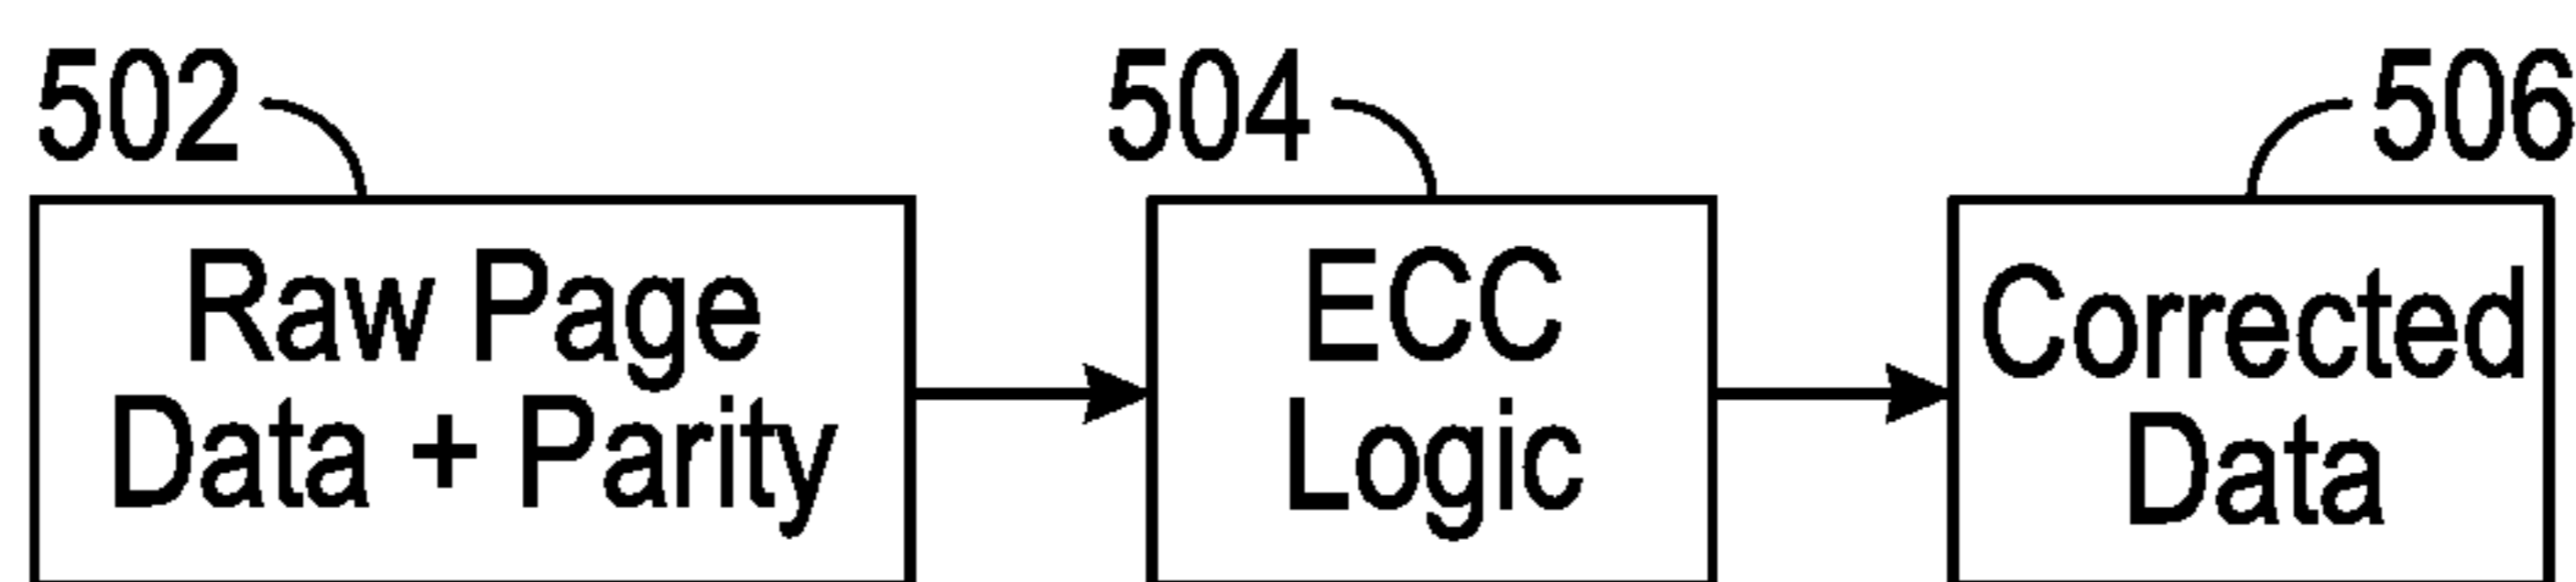 502
504
506
Raw Page
Data + Parity
ECC
Logic
Corrected
Data